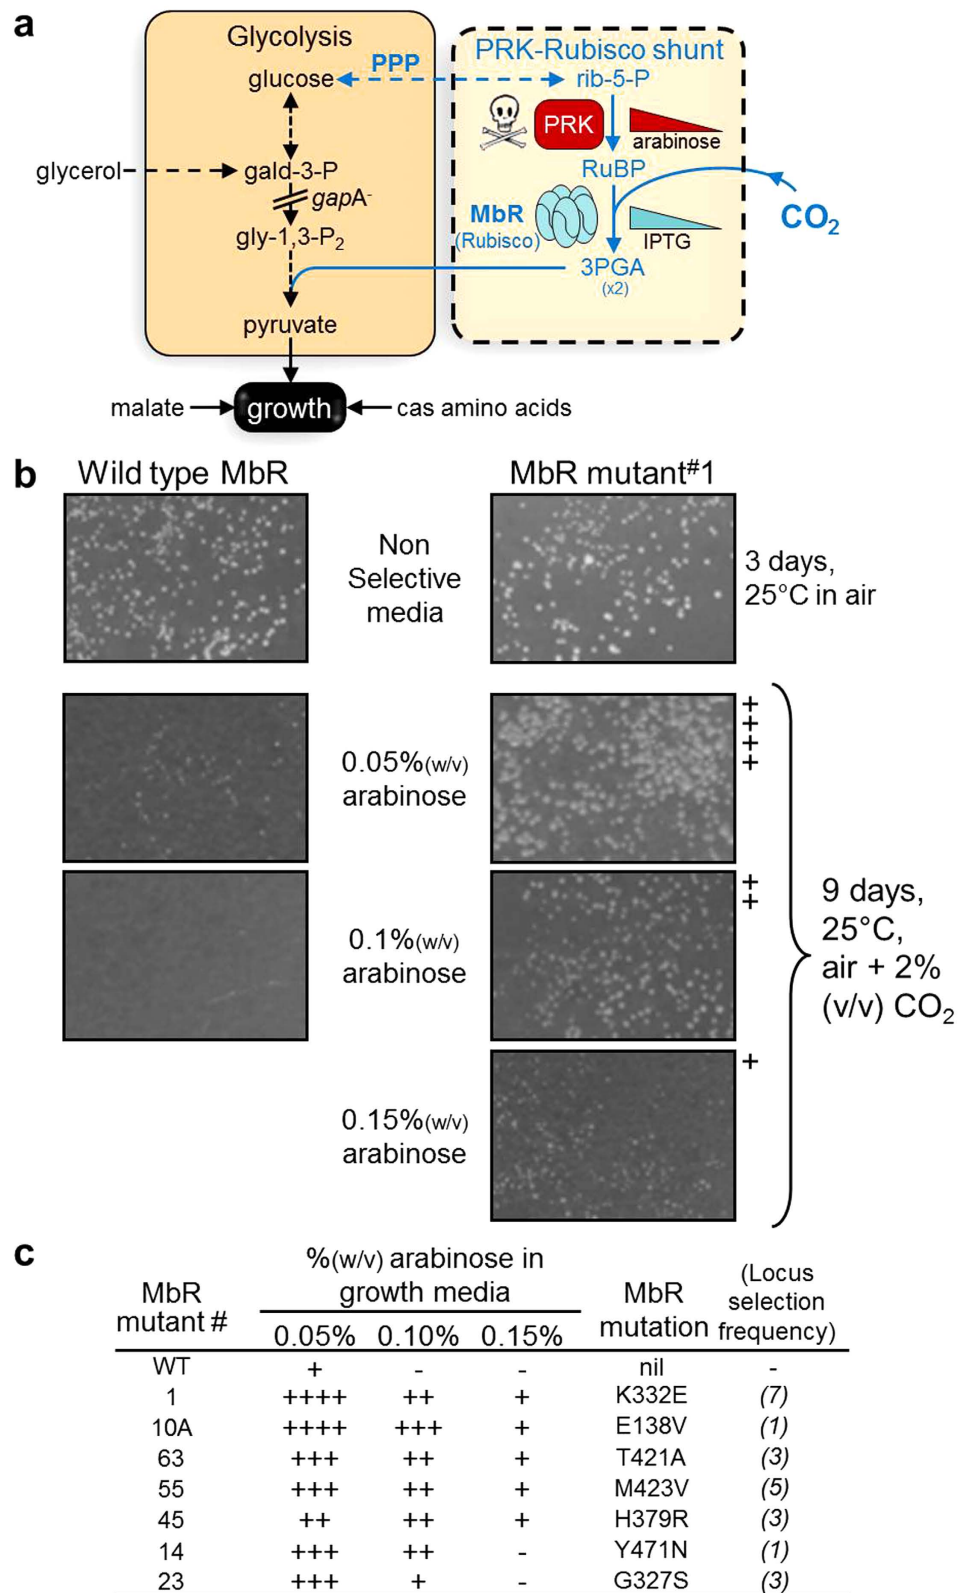 a
Glycolysis
glucose
PPP
PRK-Rubisco shunt
rib-5-P
PRK
arabinose
glycerol
gald-3-P
RuBP
gapA⁻
MbR
(Rubisco)
IPTG
CO₂
gly-1,3-P₂
3PGA
(x2)
pyruvate
malate
growth
cas amino acids
b
Wild type MbR
MbR mutant#1
Non
Selective
media
3 days,
25°C in air
0.05%(w/v)
arabinose
++++
0.1%(w/v)
arabinose
++
9 days,
25°C,
air + 2%
(v/v) CO₂
0.15%(w/v)
arabinose
+
c
MbR
mutant #
%(w/v) arabinose in
growth media
MbR
mutation
(Locus
selection
frequency)
0.05% 0.10% 0.15%
WT + - - nil -
1 ++++ ++ + K332E (7)
10A ++++ +++ + E138V (1)
63 +++ ++ + T421A (3)
55 +++ ++ + M423V (5)
45 ++ ++ + H379R (3)
14 +++ ++ - Y471N (1)
23 +++ + - G327S (3)